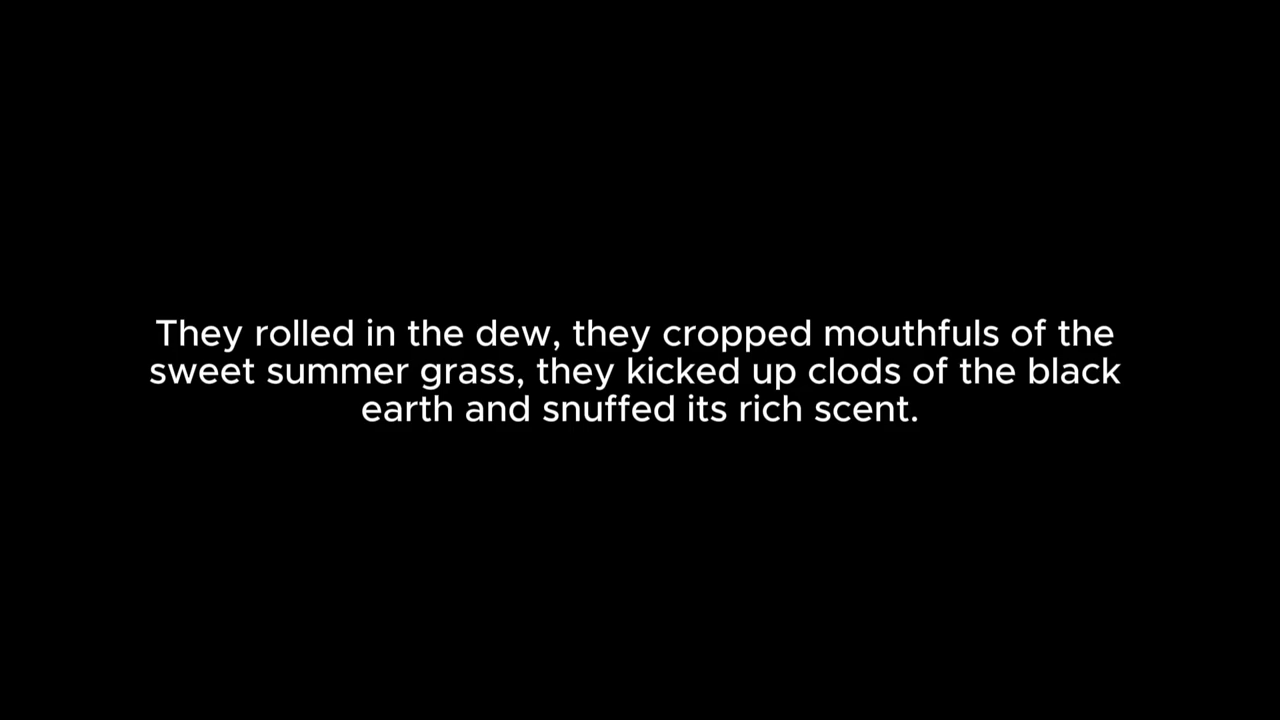 They rolled in the dew, they cropped mouthfuls of the
sweet summer grass, they kicked up clods of the black
earth and snuffed its rich scent.